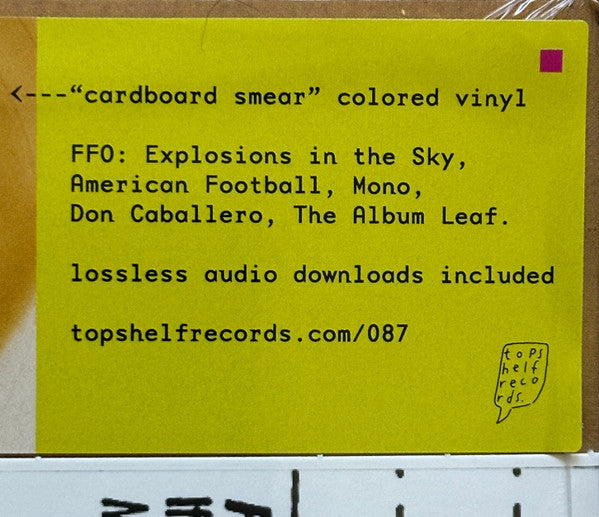 <---“cardboard smear” colored vinyl
FFO: Explosions in the Sky,
American Football, Mono,
Don Caballero, The Album Leaf.
lossless audio downloads included
topshelfrecords.com/087
tops
helf
reco
rds.